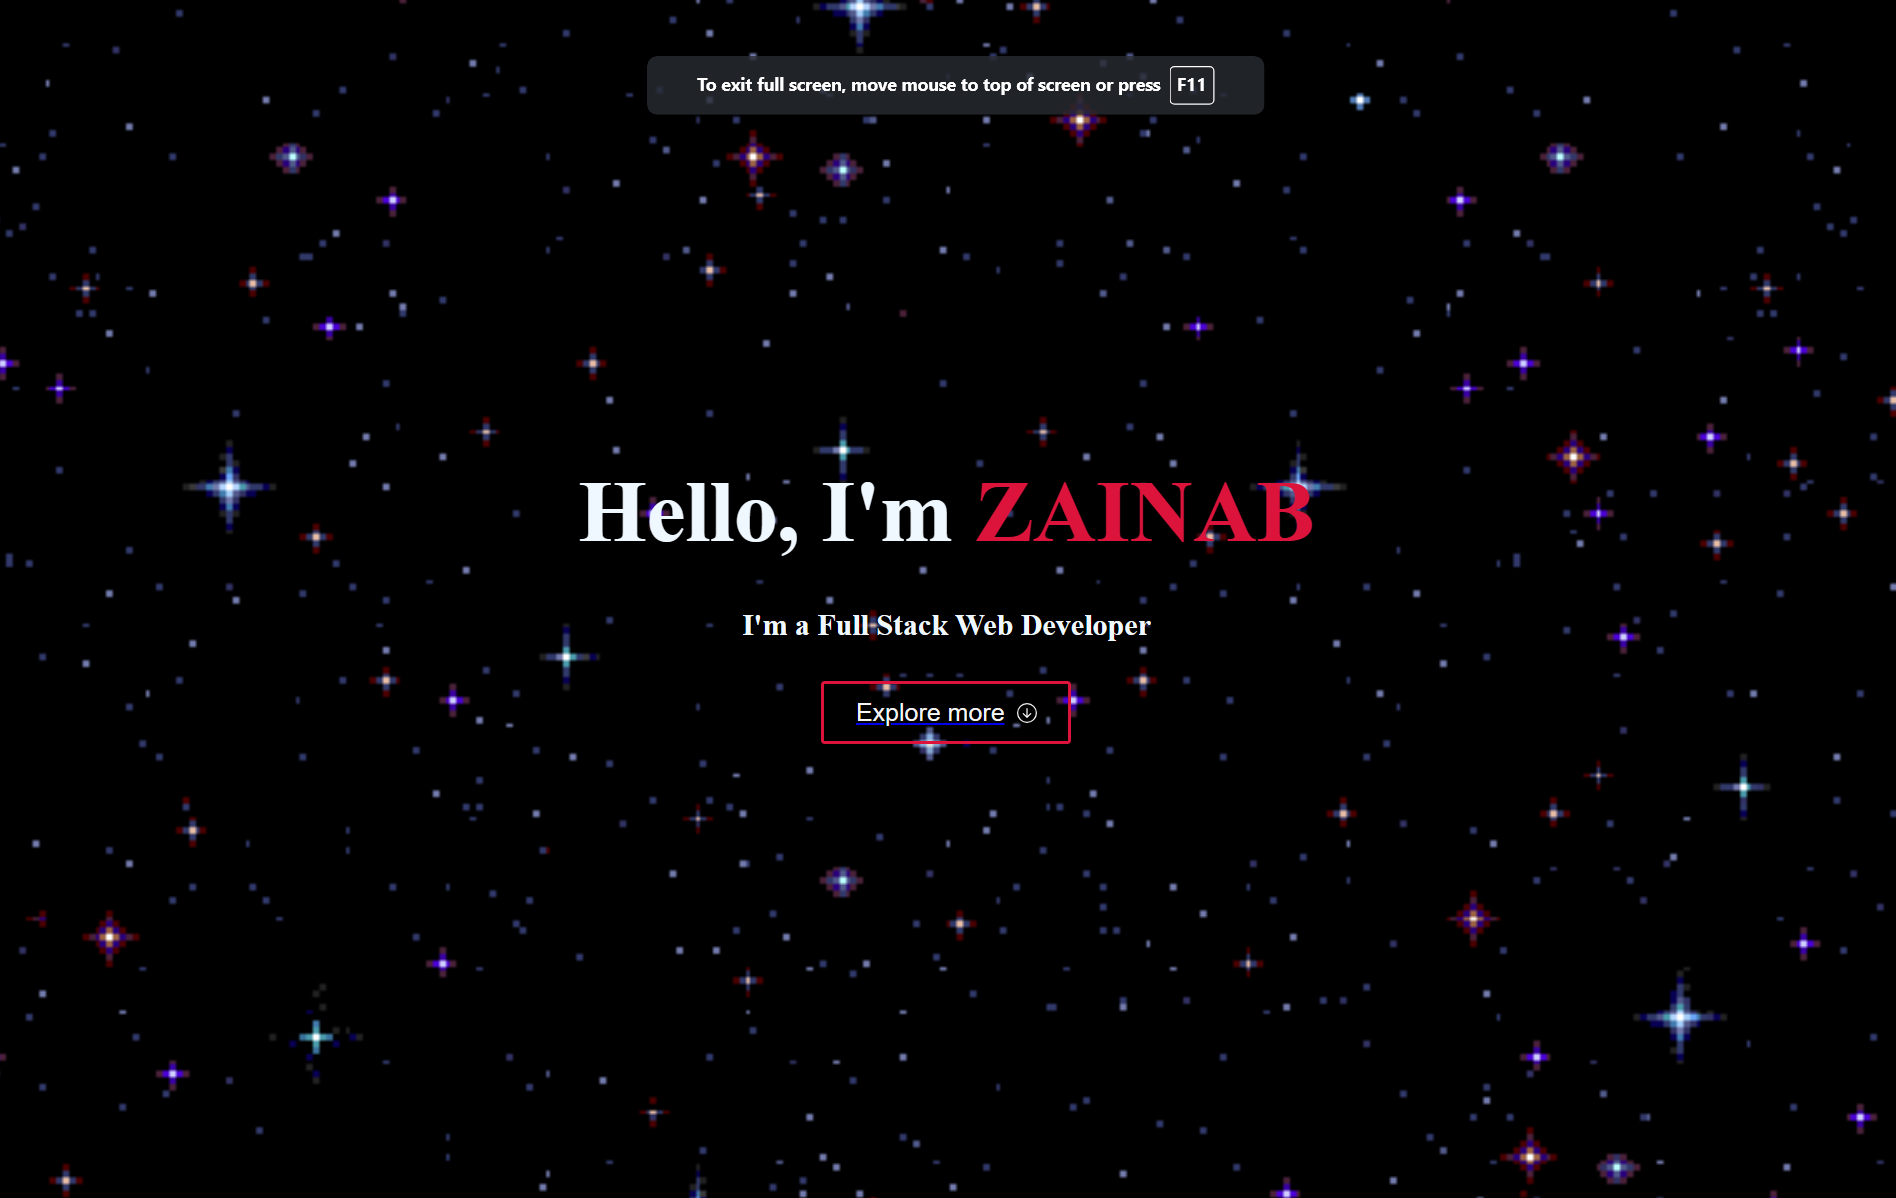 To exit full screen, move mouse to top of screen or press F11
Hello, I'm ZAINAB
I'm a Full Stack Web Developer
Explore more